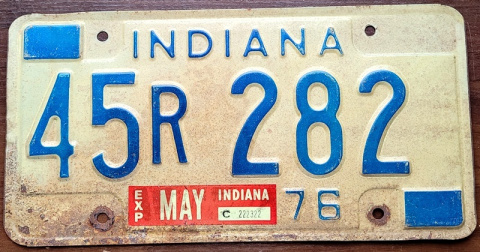 INDIANA
45R 282
EXP MAY INDIANA 76
C 222322